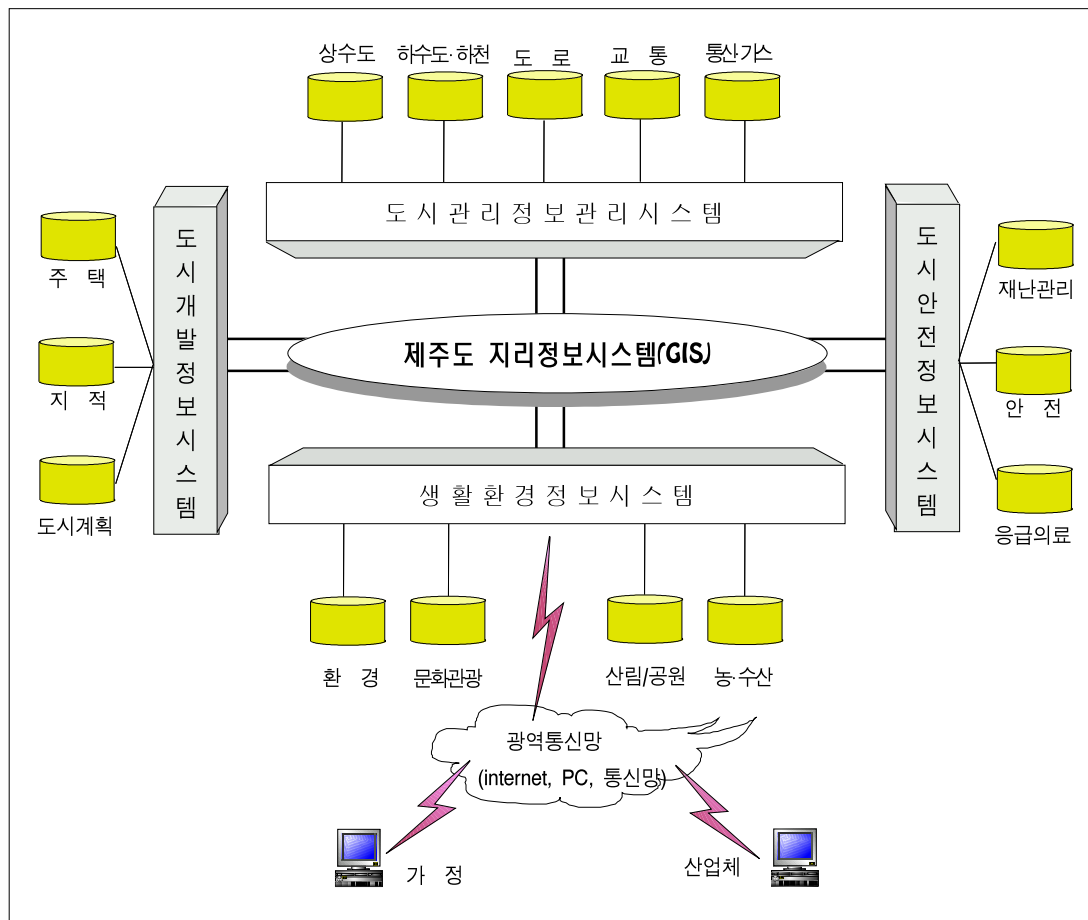 상수도
하수도·하천
도 로
교 통
통신·가스
도시관리정보관리시스템
도시개발정보시스템
주 택
지 적
도시계획
제주도 지리정보시스템(GIS)
도시안전정보시스템
재난관리
안 전
응급의료
생활환경정보시스템
환 경
문화관광
산림/공원
농·수산
광역통신망
(internet, PC, 통신망)
가 정
산업체